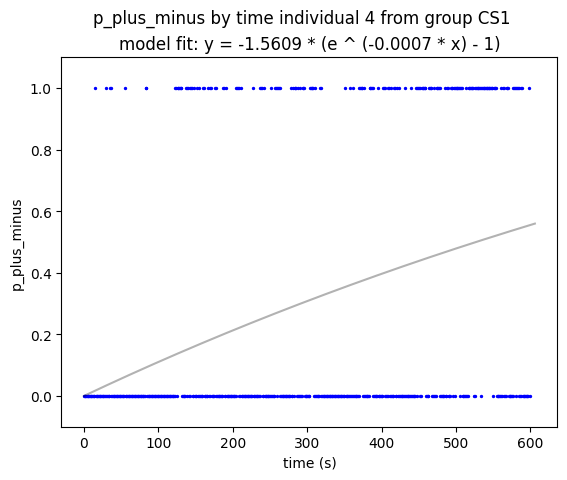 p_plus_minus by time individual 4 from group CS1
model fit: y = -1.5609 * (e ^ (-0.0007 * x) - 1)
1.0
0.8
0.6
0.4
0.2
0.0
p_plus_minus
0 100 200 300 400 500 600
time (s)